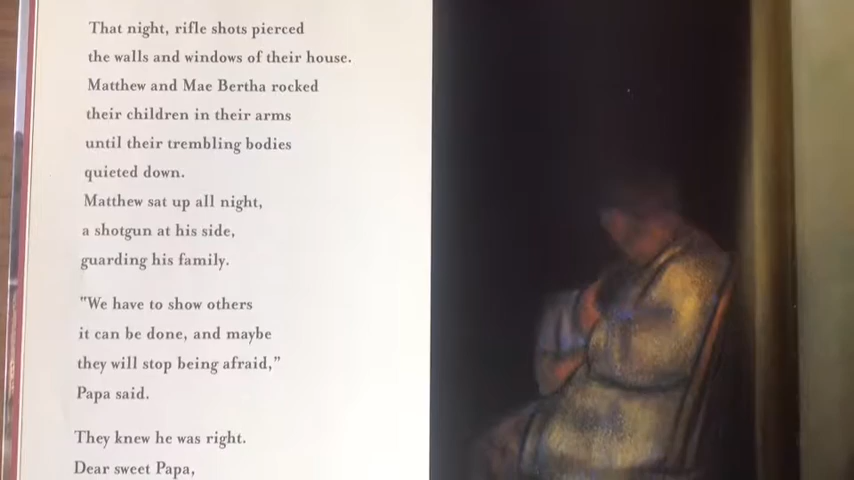 That night, rifle shots pierced
the walls and windows of their house.
Matthew and Mae Bertha rocked
their children in their arms
until their trembling bodies
quieted down.
Matthew sat up all night,
a shotgun at his side,
guarding his family.
"We have to show others
it can be done, and maybe
they will stop being afraid,”
Papa said.
They knew he was right.
Dear sweet Papa,